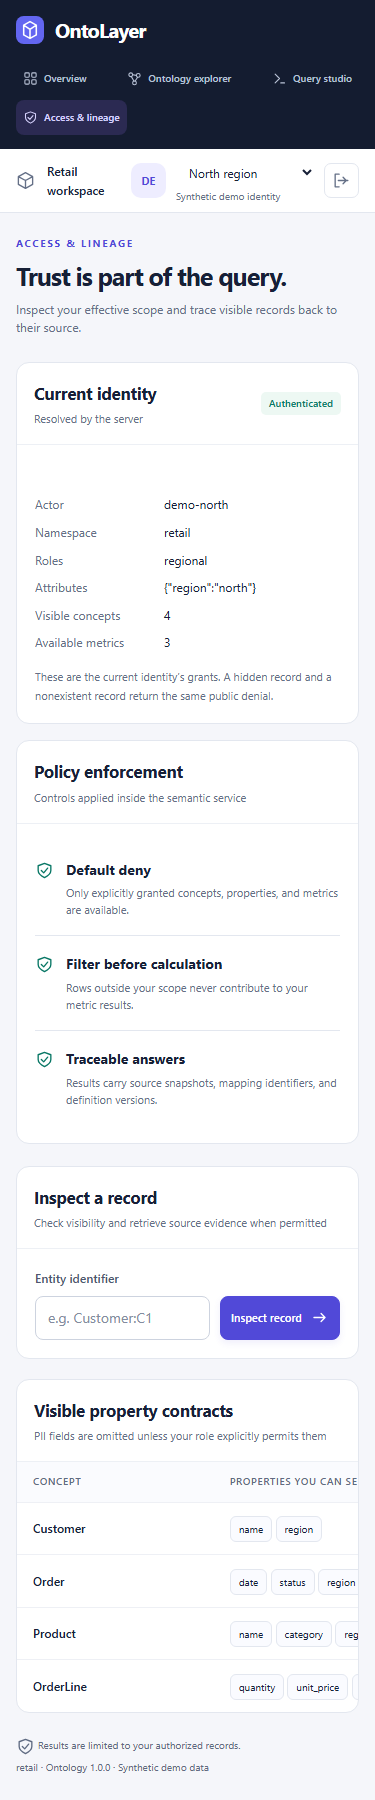 OntoLayer
Overview
Ontology explorer
Query studio
Access & lineage
Retail
workspace
DE
North region
Synthetic demo identity
ACCESS & LINEAGE
Trust is part of the query.
Inspect your effective scope and trace visible records back to
their source.
Current identity
Resolved by the server
Authenticated
Actor demo-north
Namespace retail
Roles regional
Attributes {"region":"north"}
Visible concepts 4
Available metrics 3
These are the current identity's grants. A hidden record and a
nonexistent record return the same public denial.
Policy enforcement
Controls applied inside the semantic service
Default deny
Only explicitly granted concepts, properties, and metrics
are available.
Filter before calculation
Rows outside your scope never contribute to your
metric results.
Traceable answers
Results carry source snapshots, mapping identifiers, and
definition versions.
Inspect a record
Check visibility and retrieve source evidence when permitted
Entity identifier
e.g. Customer:C1
Inspect record
Visible property contracts
PII fields are omitted unless your role explicitly permits them
CONCEPT PROPERTIES YOU CAN SE
Customer name region
Order date status region
Product name category reg
OrderLine quantity unit_price
Results are limited to your authorized records.
retail · Ontology 1.0.0 · Synthetic demo data